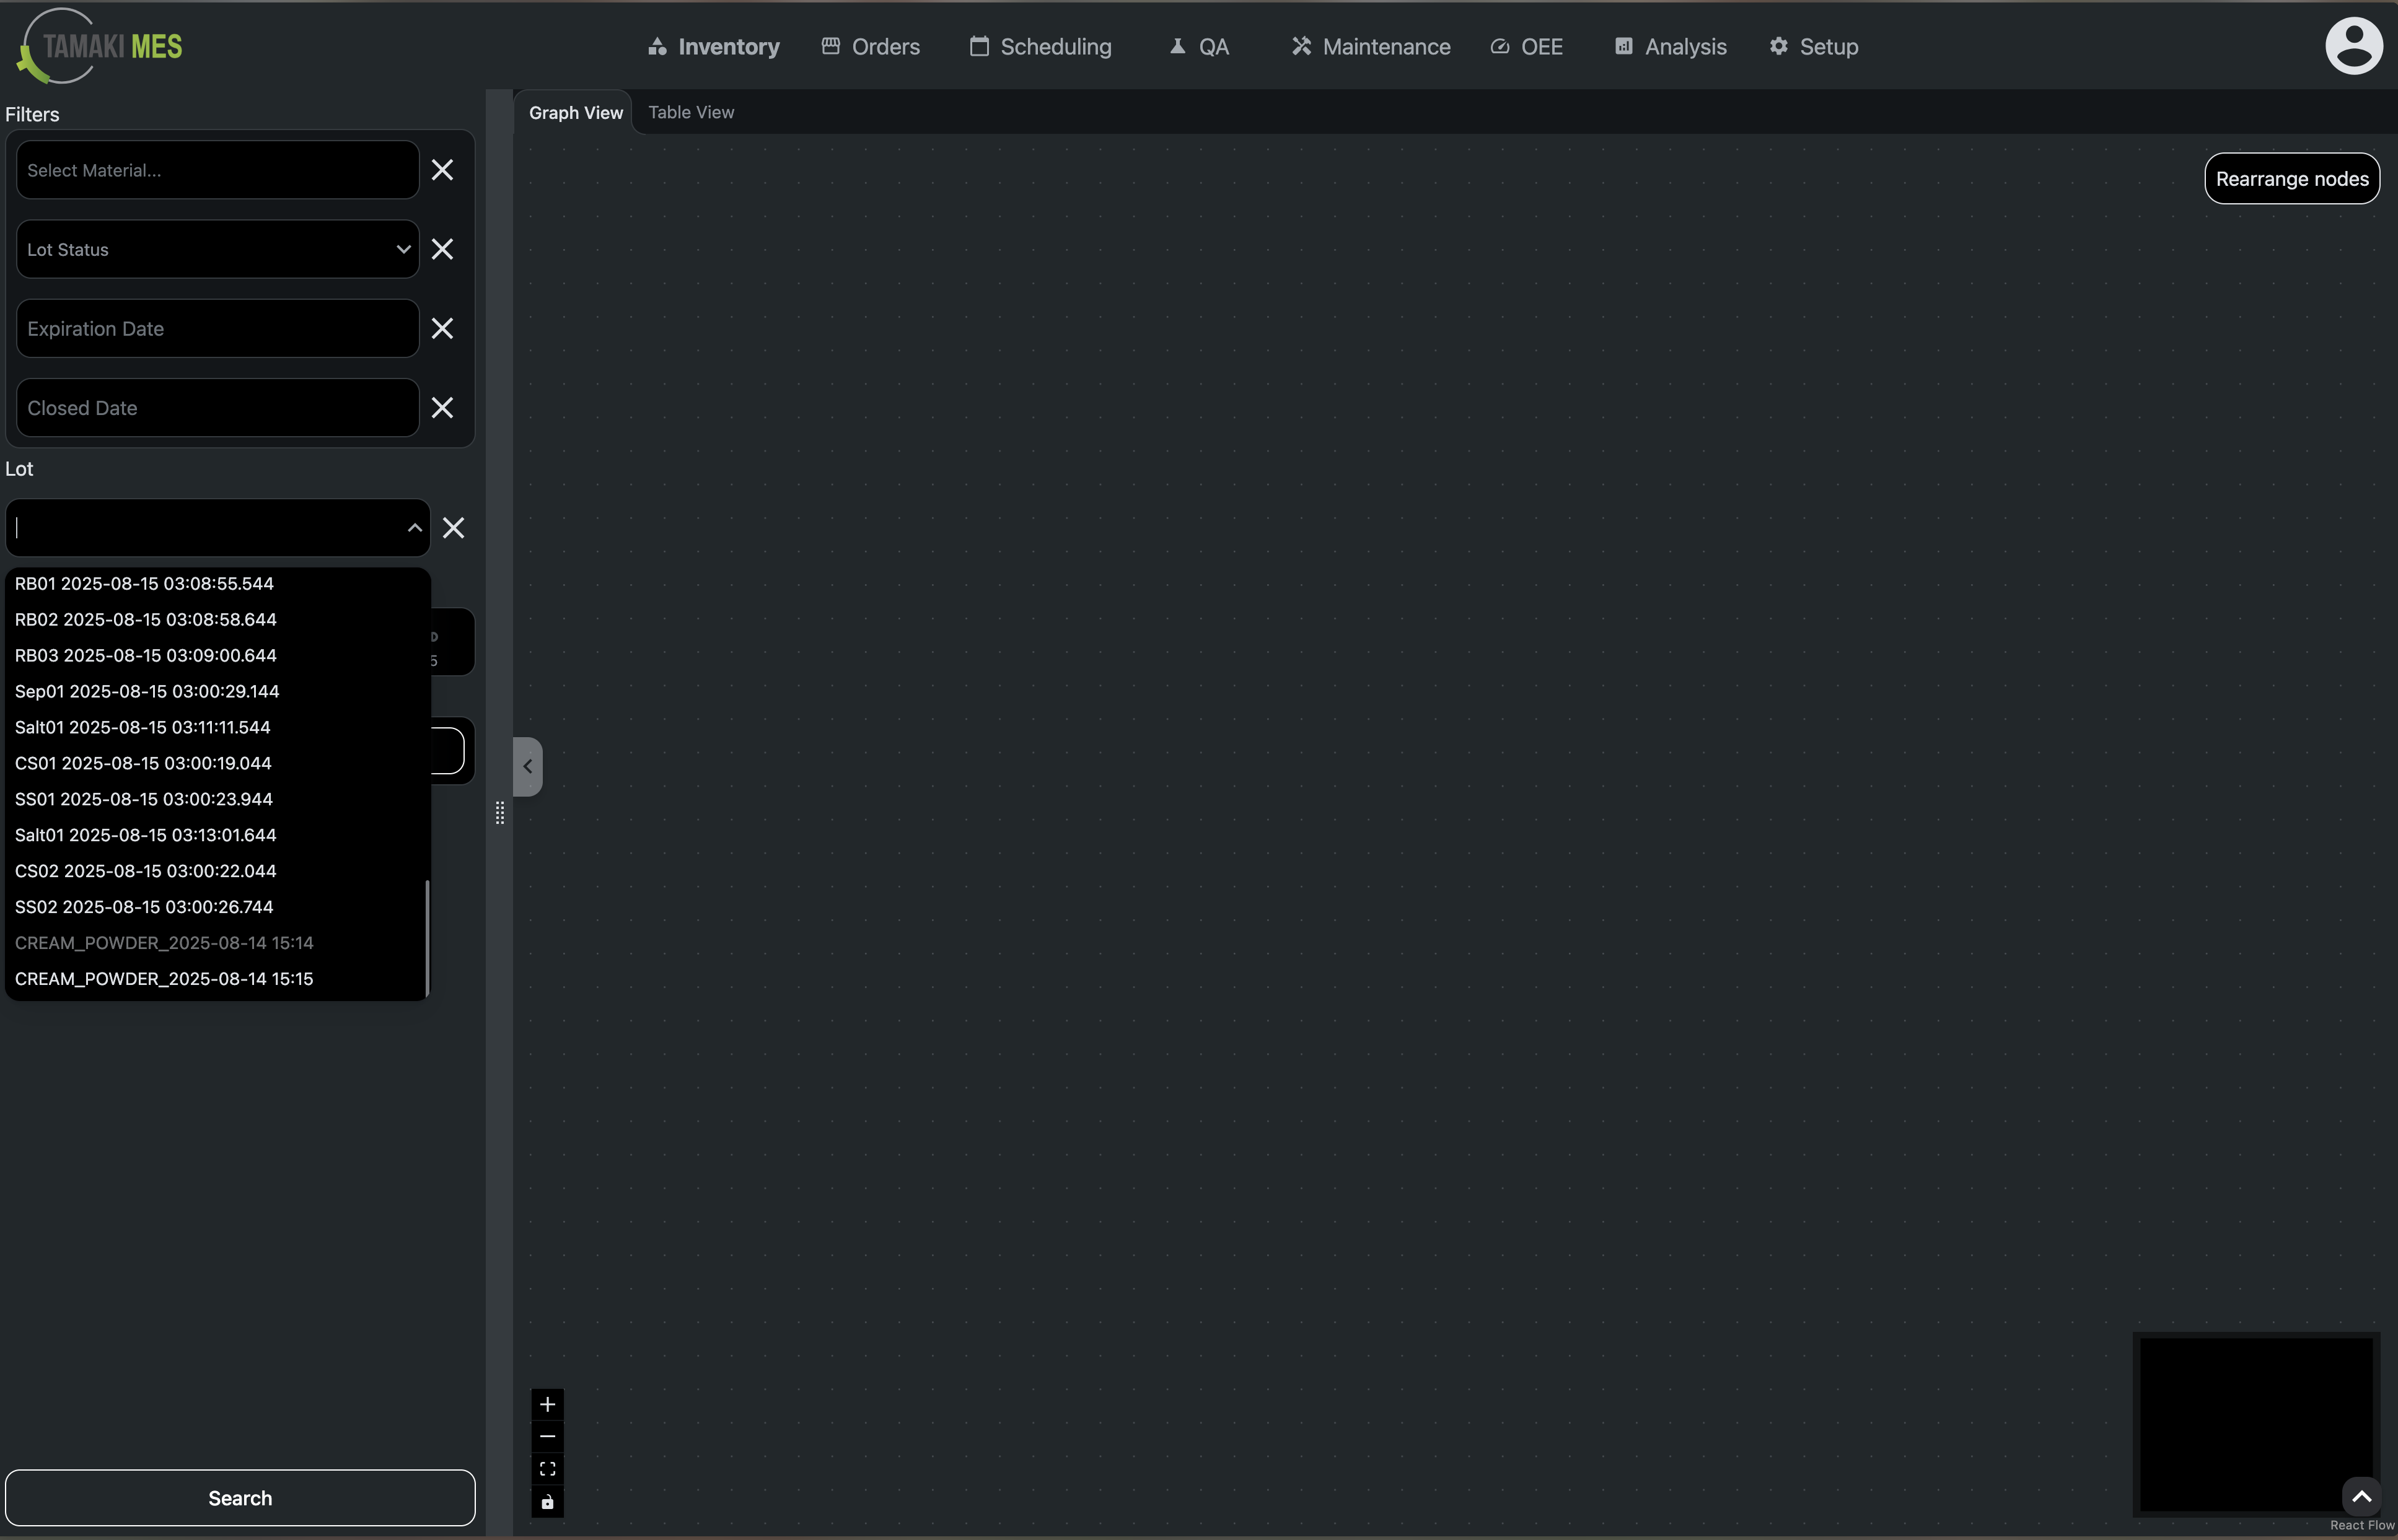 TAMAKI MES
Inventory
Orders
Scheduling
QA
Maintenance
OEE
Analysis
Setup
Filters
Select Material...
Lot Status
Expiration Date
Closed Date
Lot
RB01 2025-08-15 03:08:55.544
RB02 2025-08-15 03:08:58.644
RB03 2025-08-15 03:09:00.644
Sep01 2025-08-15 03:00:29.144
Salt01 2025-08-15 03:11:11.544
CS01 2025-08-15 03:00:19.044
SS01 2025-08-15 03:00:23.944
Salt01 2025-08-15 03:13:01.644
CS02 2025-08-15 03:00:22.044
SS02 2025-08-15 03:00:26.744
CREAM_POWDER_2025-08-14 15:14
CREAM_POWDER_2025-08-14 15:15
Search
Graph View
Table View
Rearrange nodes
React Flow